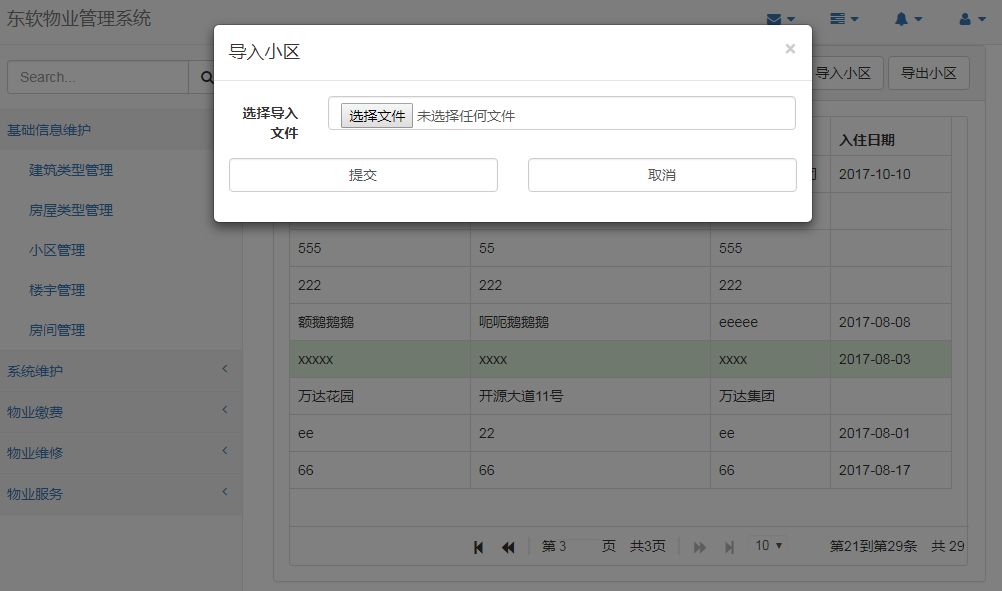 东软物业管理系统
Search...
导入小区
×
选择导入
文件
选择文件 未选择任何文件
提交 取消
导入小区 导出小区
基础信息维护
建筑类型管理
房屋类型管理
小区管理
楼宇管理
房间管理
系统维护
物业缴费
物业维修
物业服务
入住日期
2017-10-10
555 55 555
222 222 222
额鹅鹅鹅 呃呃鹅鹅鹅 eeeee 2017-08-08
xxxxx xxxx xxxx 2017-08-03
万达花园 开源大道11号 万达集团
ee 22 ee 2017-08-01
66 66 66 2017-08-17
第 3 页 共3页 10 第21到第29条 共 29